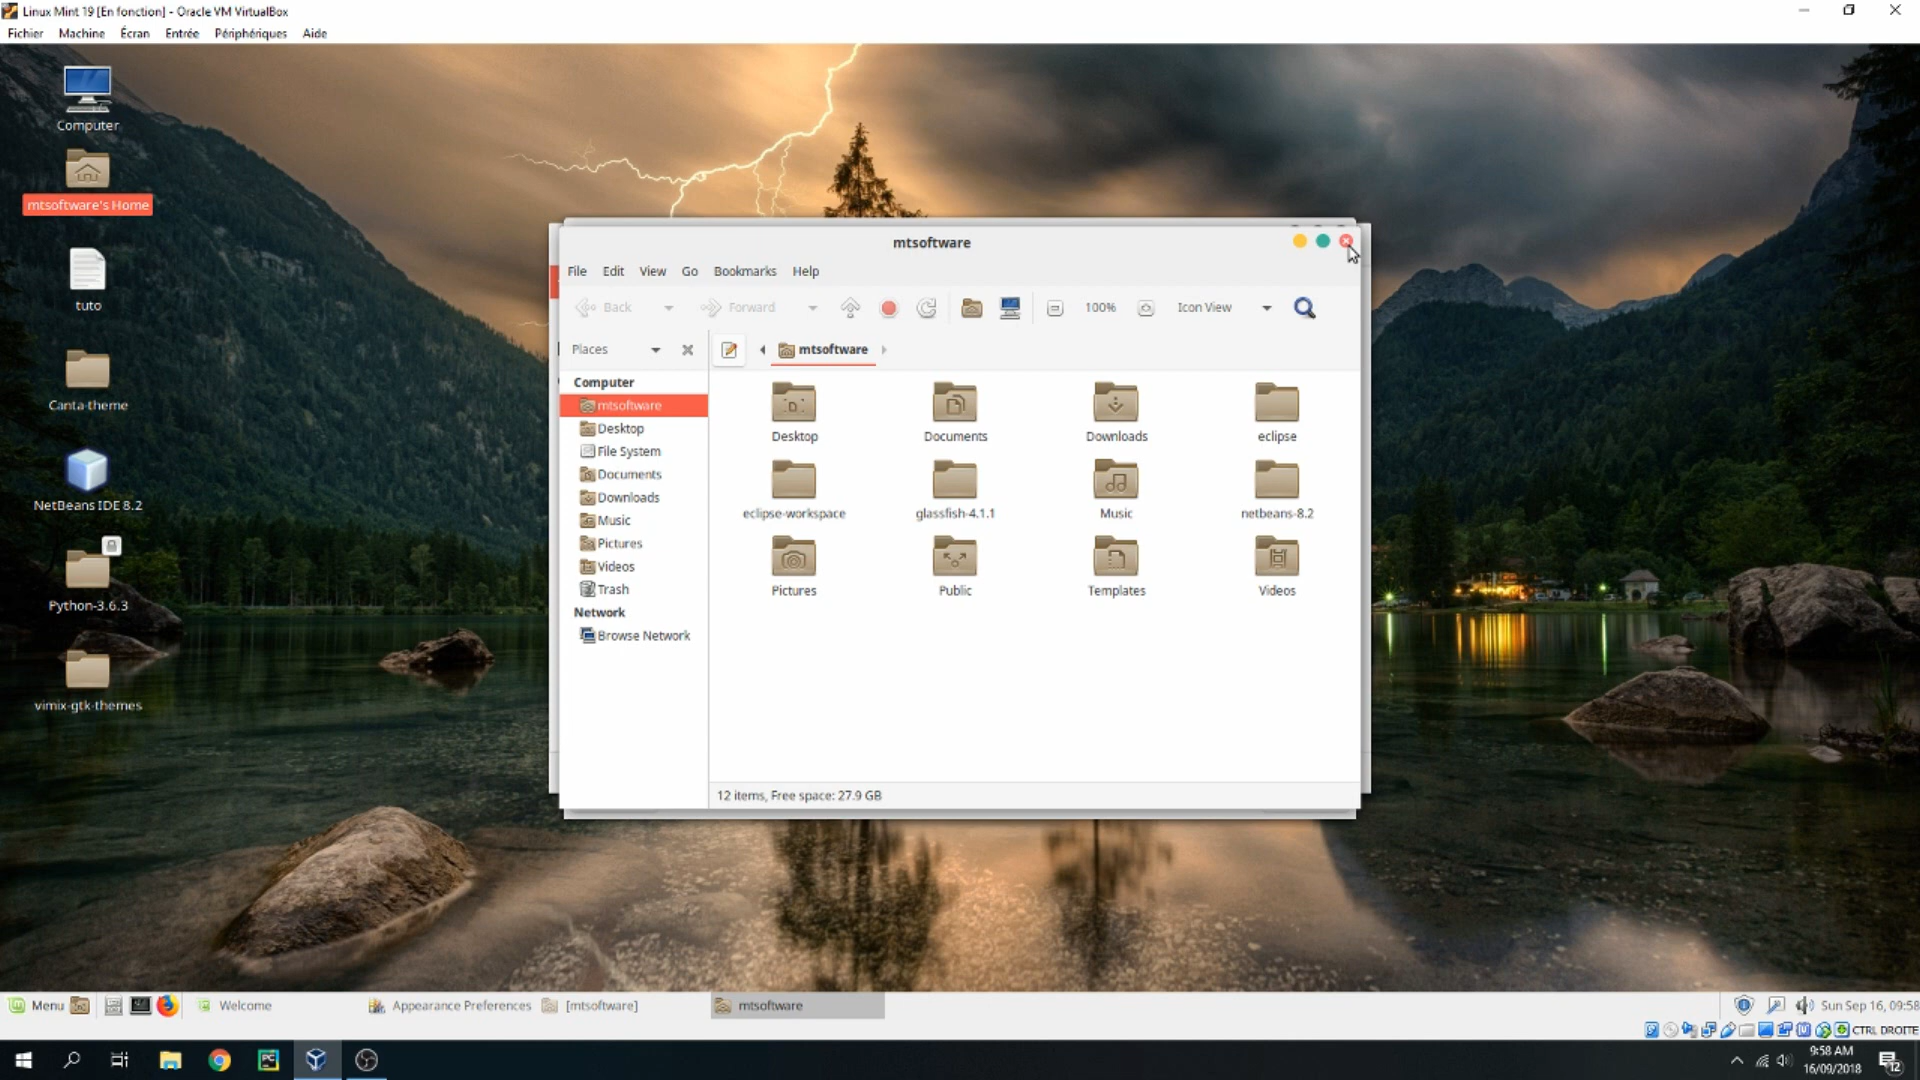 Linux Mint 19 [En fonction] - Oracle VM VirtualBox
Fichier Machine Écran Entrée Périphériques Aide
Computer
mtsoftware's Home
tuto
Canta-theme
NetBeans IDE 8.2
Python-3.6.3
vimix-gtk-themes
mtsoftware
File Edit View Go Bookmarks Help
Back Forward 100% Icon View
Places mtsoftware
Computer
mtsoftware
Desktop
File System
Documents
Downloads
Music
Pictures
Videos
Trash
Network
Browse Network
Desktop Documents Downloads eclipse
eclipse-workspace glassfish-4.1.1 Music netbeans-8.2
Pictures Public Templates Videos
12 items, Free space: 27.9 GB
Menu Welcome Appearance Preferences [mtsoftware] mtsoftware Sun Sep 16, 09:58
CTRL DROITE
PC
9:58 AM
16/09/2018
12